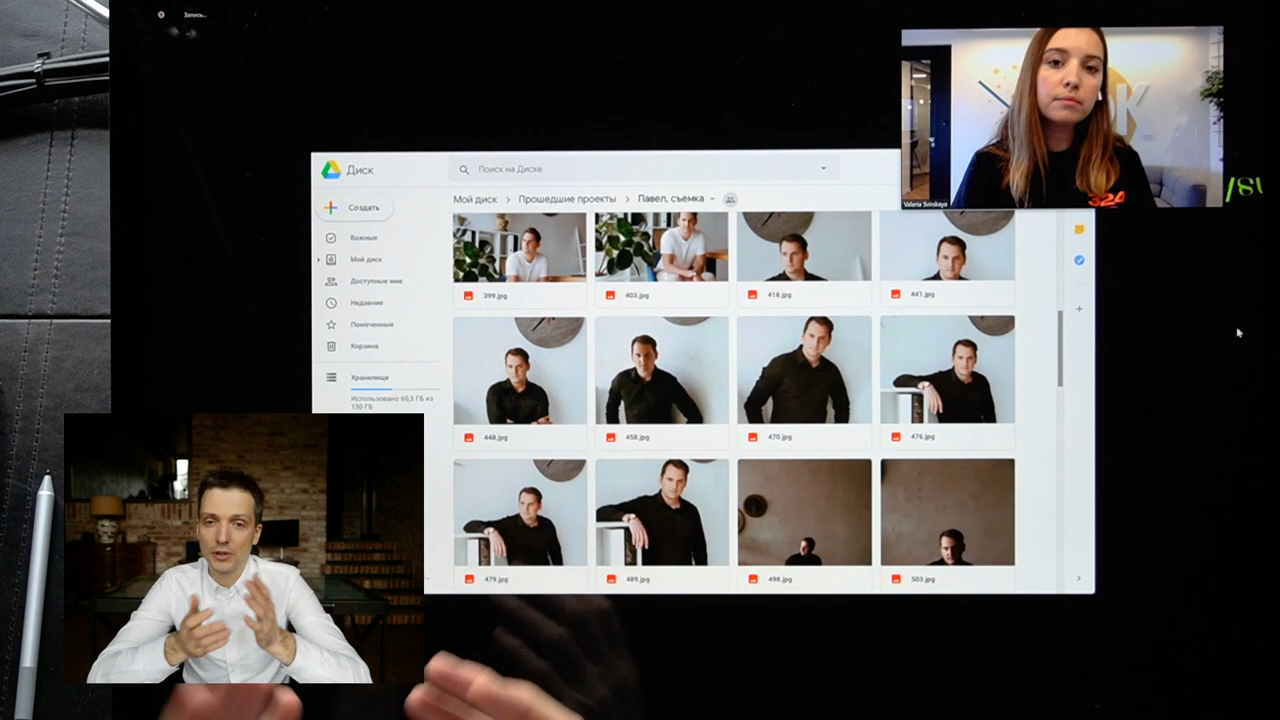 Запись...
Диск
Поиск на Диске
Создать
Мой диск > Прошедшие проекты > Павел, съемка
Важные
Мой диск
Доступные мне
Недавние
Помеченные
Корзина
Хранилище
Использовано 60,3 ГБ из
130 ГБ
399.jpg
403.jpg
418.jpg
441.jpg
448.jpg
458.jpg
470.jpg
476.jpg
479.jpg
489.jpg
498.jpg
503.jpg
Valeria Svirskaya